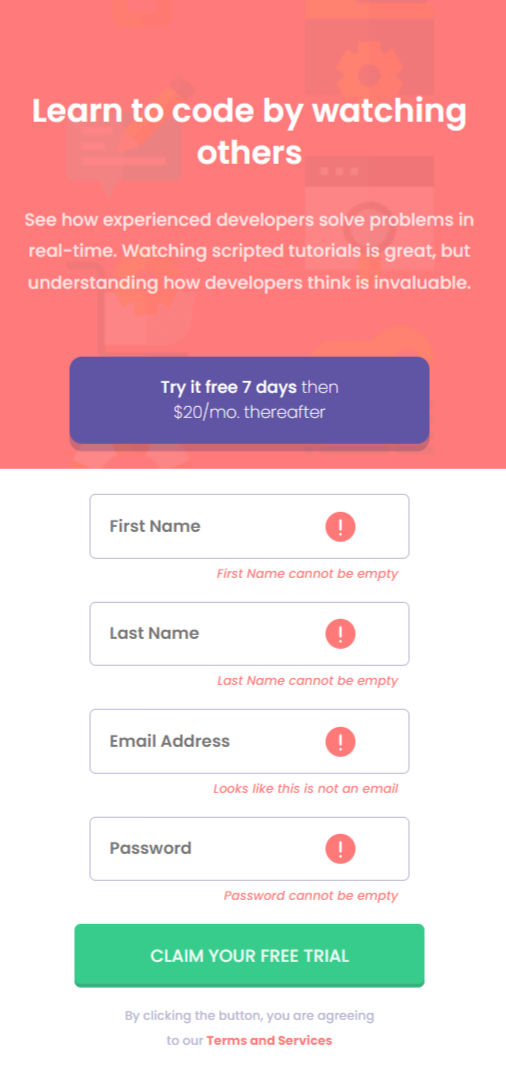 Learn to code by watching
others
See how experienced developers solve problems in
real-time. Watching scripted tutorials is great, but
understanding how developers think is invaluable.
Try it free 7 days then
$20/mo. thereafter
First Name
First Name cannot be empty
Last Name
Last Name cannot be empty
Email Address
Looks like this is not an email
Password
Password cannot be empty
CLAIM YOUR FREE TRIAL
By clicking the button, you are agreeing
to our Terms and Services